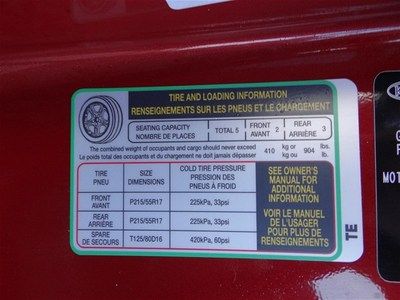 TIRE AND LOADING INFORMATION
RENSEIGNEMENTS SUR LES PNEUS ET LE CHARGEMENT
SEATING CAPACITY
NOMBRE DE PLACES
TOTAL 5
FRONT
AVANT 2
REAR
ARRIÈRE 3
The combined weight of occupants and cargo should never exceed
Le poids total des occupants et du chargement ne doit jamais dépasser
410 kg or
kg ou
904 lbs.
lb.
TIRE
PNEU
SIZE
DIMENSIONS
COLD TIRE PRESSURE
PRESSION DES
PNEUS À FROID
FRONT
AVANT
P215/55R17
225kPa, 33psi
REAR
ARRIÈRE
P215/55R17
225kPa, 33psi
SPARE
DE SECOURS
T125/80D16
420kPa, 60psi
SEE OWNER'S
MANUAL FOR
ADDITIONAL
INFORMATION
VOIR LE MANUEL
DE L'USAGER
POUR PLUS DE
RENSEIGNEMENTS
TE
MOT